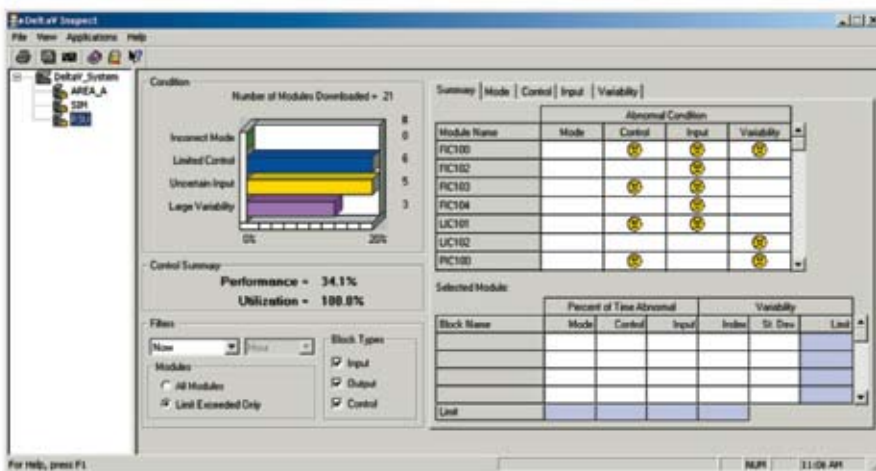 DeltaV Inspect
File View Applications Help
DeltaV_System
AREA_A
SIM
Condition
Number of Modules Downloaded = 21
#
Incorrect Mode 0
Limited Control 6
Uncertain Input 5
Large Variability 3
0% 20%
Control Summary
Performance = 34.1%
Utilization = 100.0%
Filters
Now Hour
Modules
All Modules
Limit Exceeded Only
Block Types
Input
Output
Control
Summary Mode Control Input Variability
Abnormal Condition
Module Name Mode Control Input Variability
FIC100
FIC102
FIC103
FIC104
LIC101
LIC102
PIC100
Selected Module:
Percent of Time Abnormal Variability
Block Name Mode Control Input Index St. Dev Limit
Limit
For Help, press F1 NUM 11:06 AM